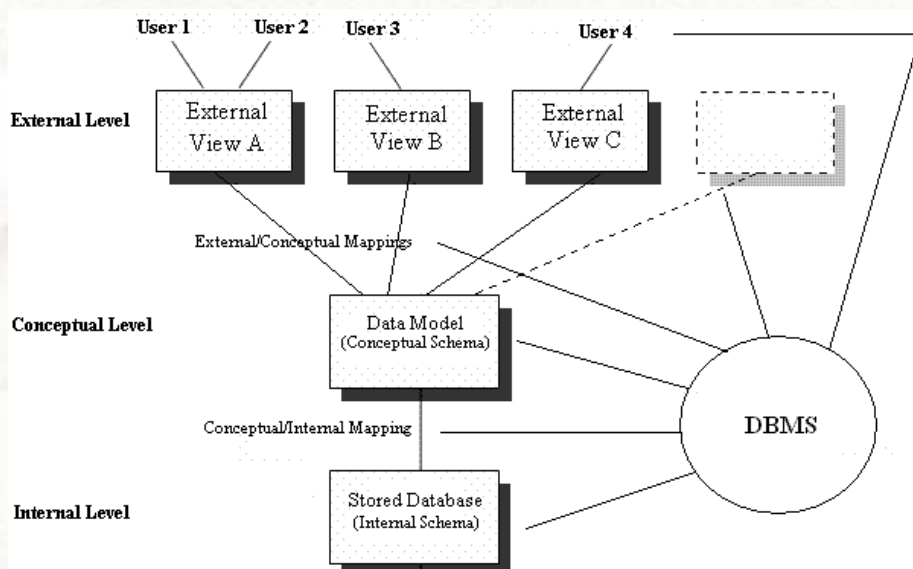 User 1
User 2
User 3
User 4
External Level
External
View A
External
View B
External
View C
External/Conceptual Mappings
Conceptual Level
Data Model
(Conceptual Schema)
Conceptual/Internal Mapping
DBMS
Internal Level
Stored Database
(Internal Schema)